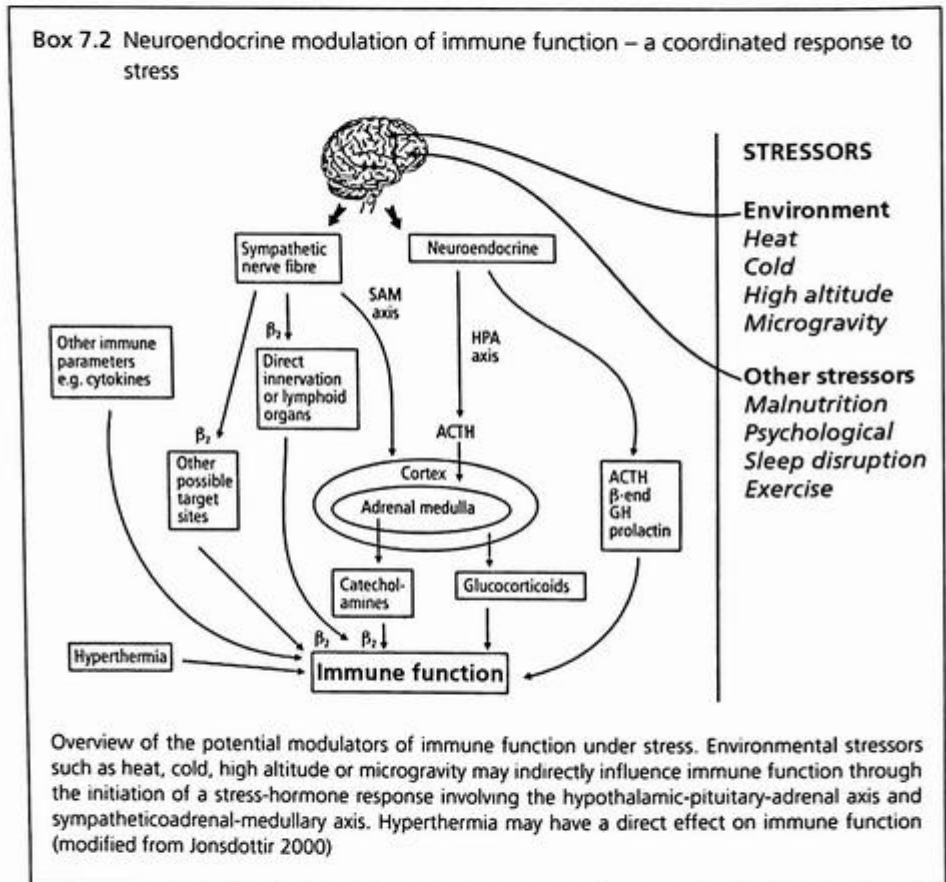 Box 7.2 Neuroendocrine modulation of immune function – a coordinated response to
stress
STRESSORS
Environment
Heat
Cold
High altitude
Microgravity
Other stressors
Malnutrition
Psychological
Sleep disruption
Exercise
Sympathetic
nerve fibre
Neuroendocrine
SAM
axis
HPA
axis
β₂
Other immune
parameters
e.g. cytokines
Direct
innervation
or lymphoid
organs
β₂
Other
possible
target
sites
ACTH
Cortex
Adrenal medulla
ACTH
β-end
GH
prolactin
Catechol-
amines
Glucocorticoids
β₂
β₂
Hyperthermia
Immune function
Overview of the potential modulators of immune function under stress. Environmental stressors
such as heat, cold, high altitude or microgravity may indirectly influence immune function through
the initiation of a stress-hormone response involving the hypothalamic-pituitary-adrenal axis and
sympatheticoadrenal-medullary axis. Hyperthermia may have a direct effect on immune function
(modified from Jonsdottir 2000)